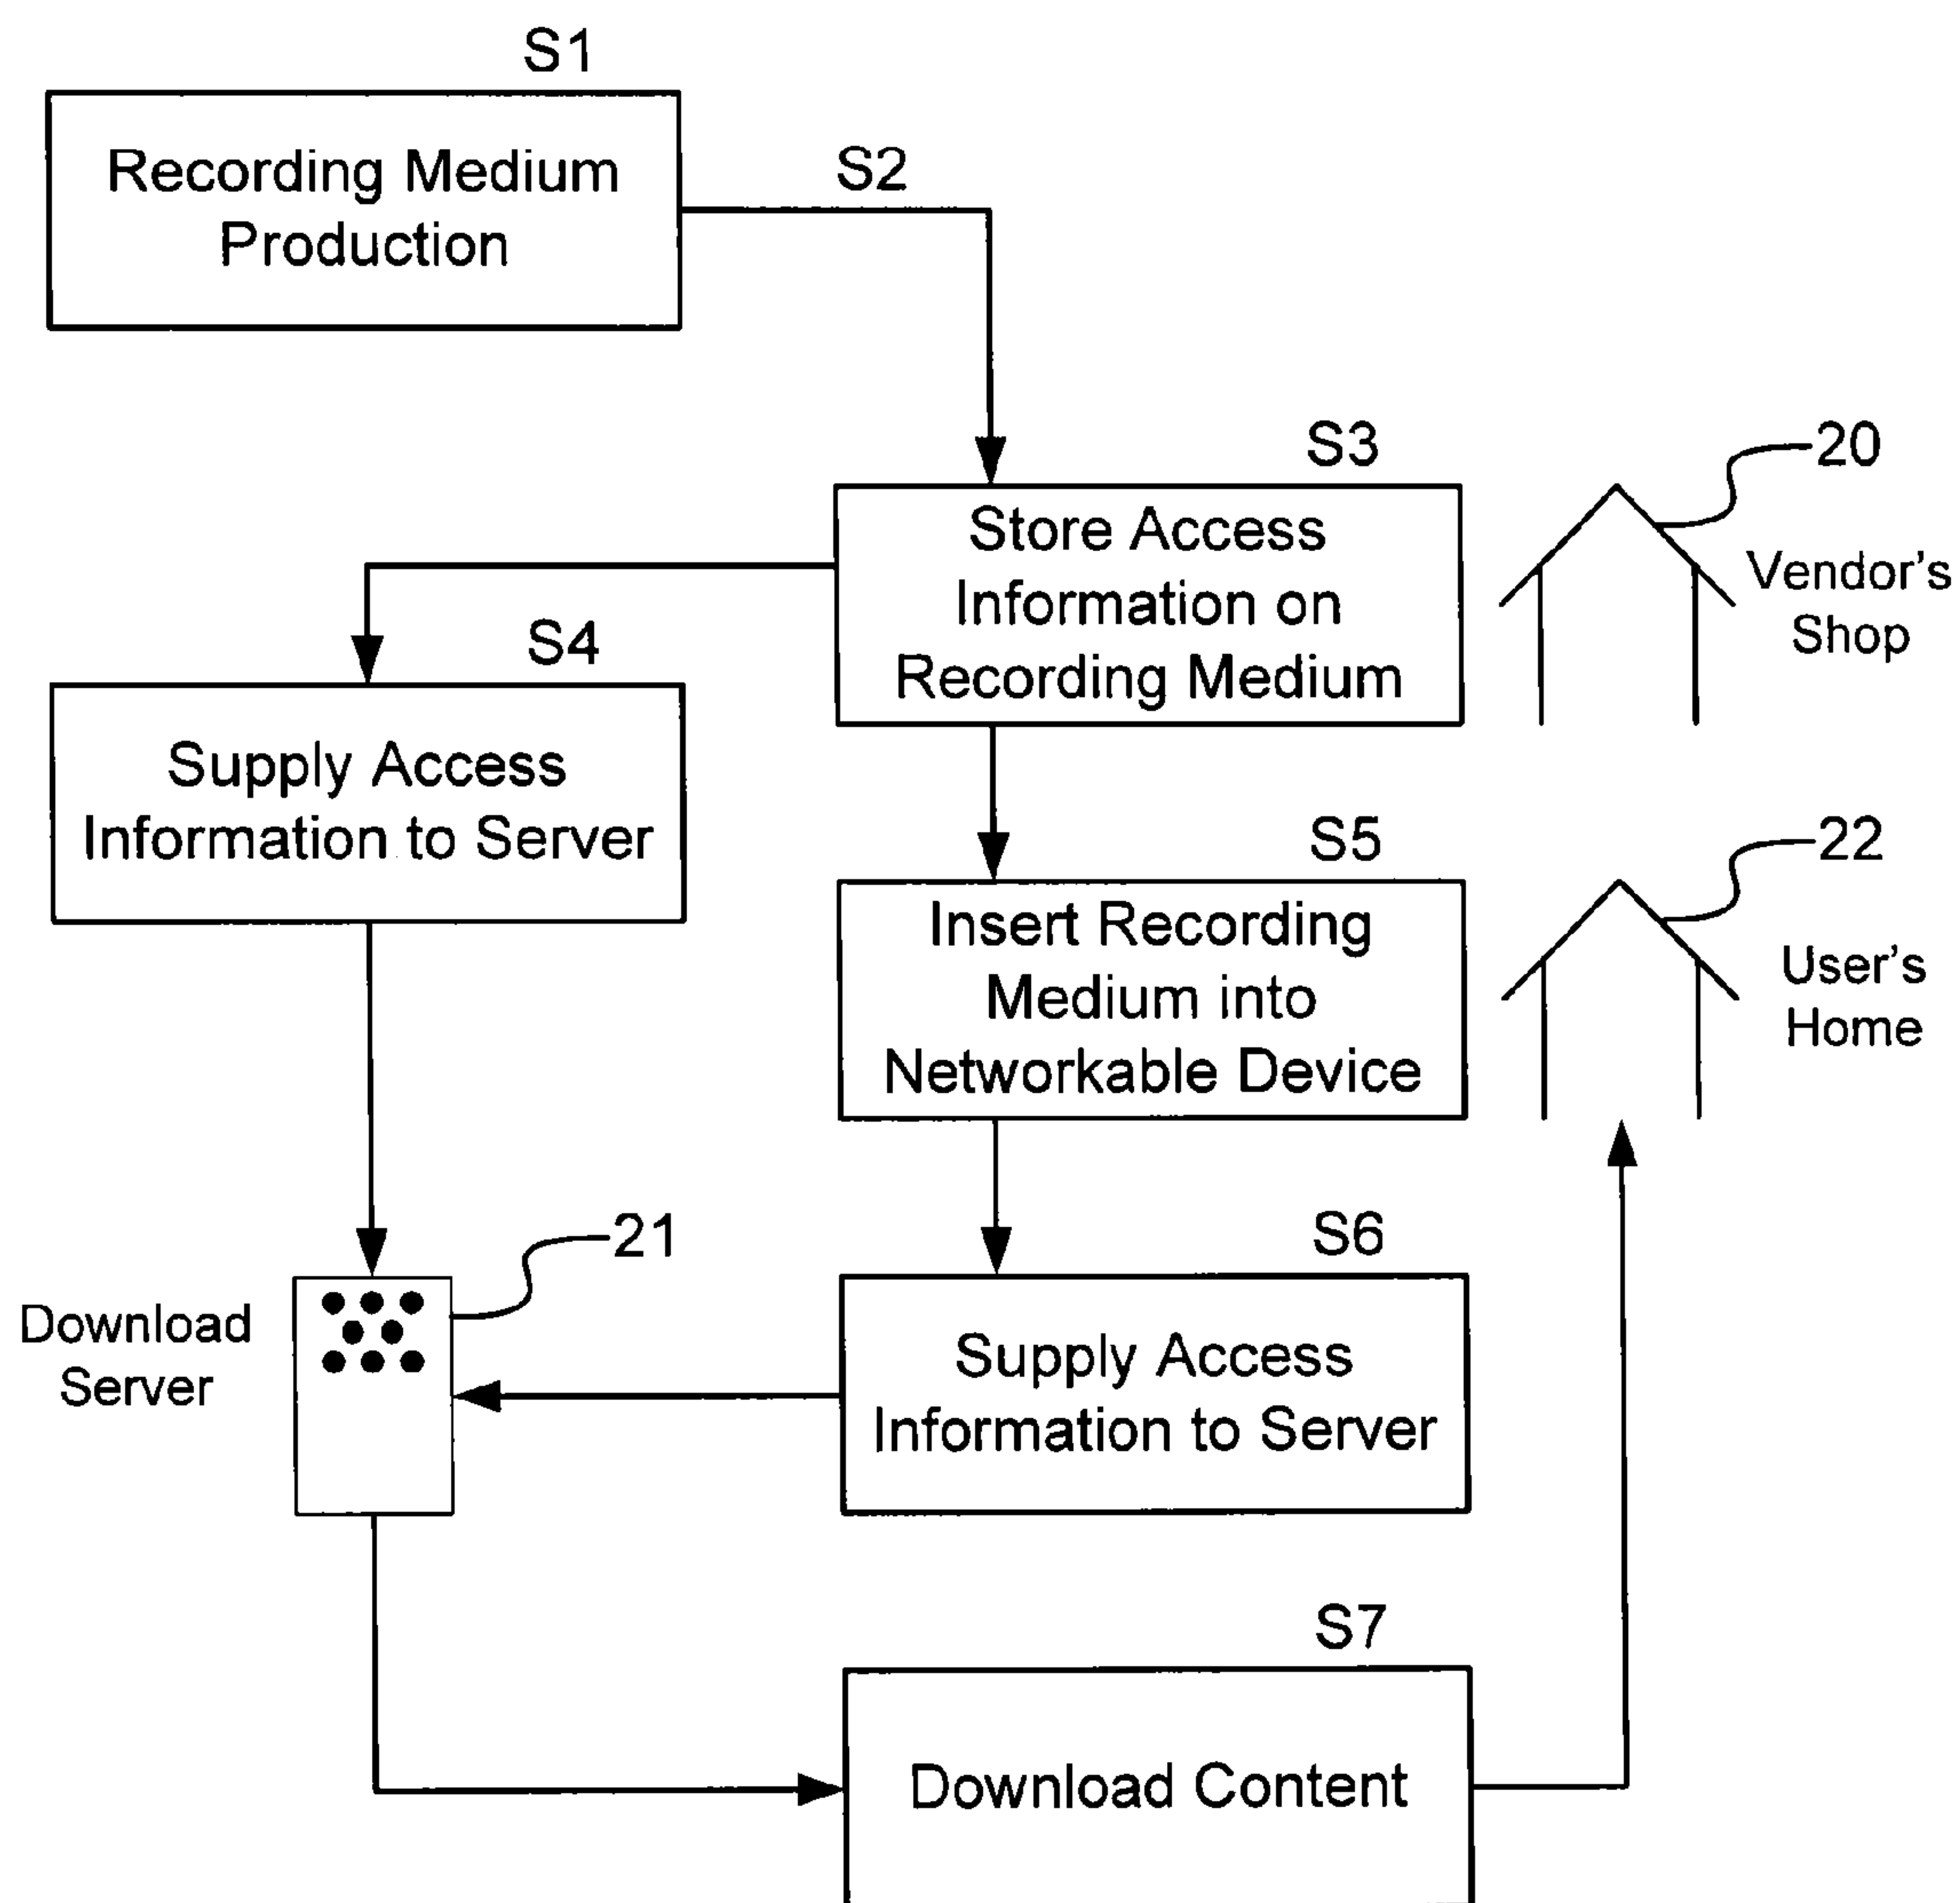 S1
Recording Medium
Production
S2
S3
Store Access
Information on
Recording Medium
20
Vendor's
Shop
S4
Supply Access
Information to Server
S5
Insert Recording
Medium into
Networkable Device
22
User's
Home
21
Download
Server
S6
Supply Access
Information to Server
S7
Download Content